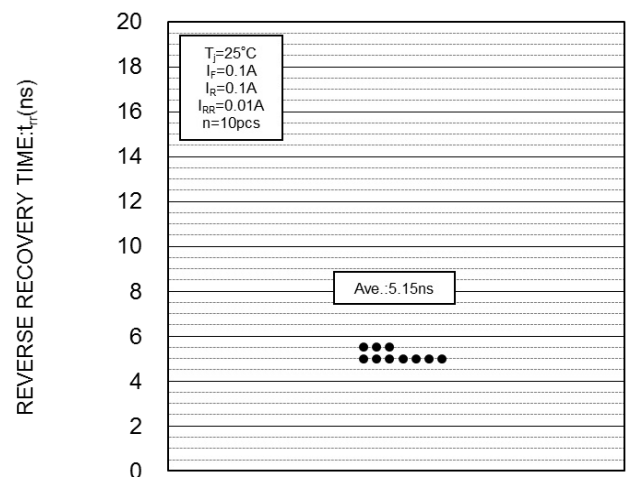 REVERSE RECOVERY TIME:trr(ns)
20
18
16
14
12
10
8
6
4
2
0
Tj=25°C
IF=0.1A
IR=0.1A
IRR=0.01A
n=10pcs
Ave.:5.15ns